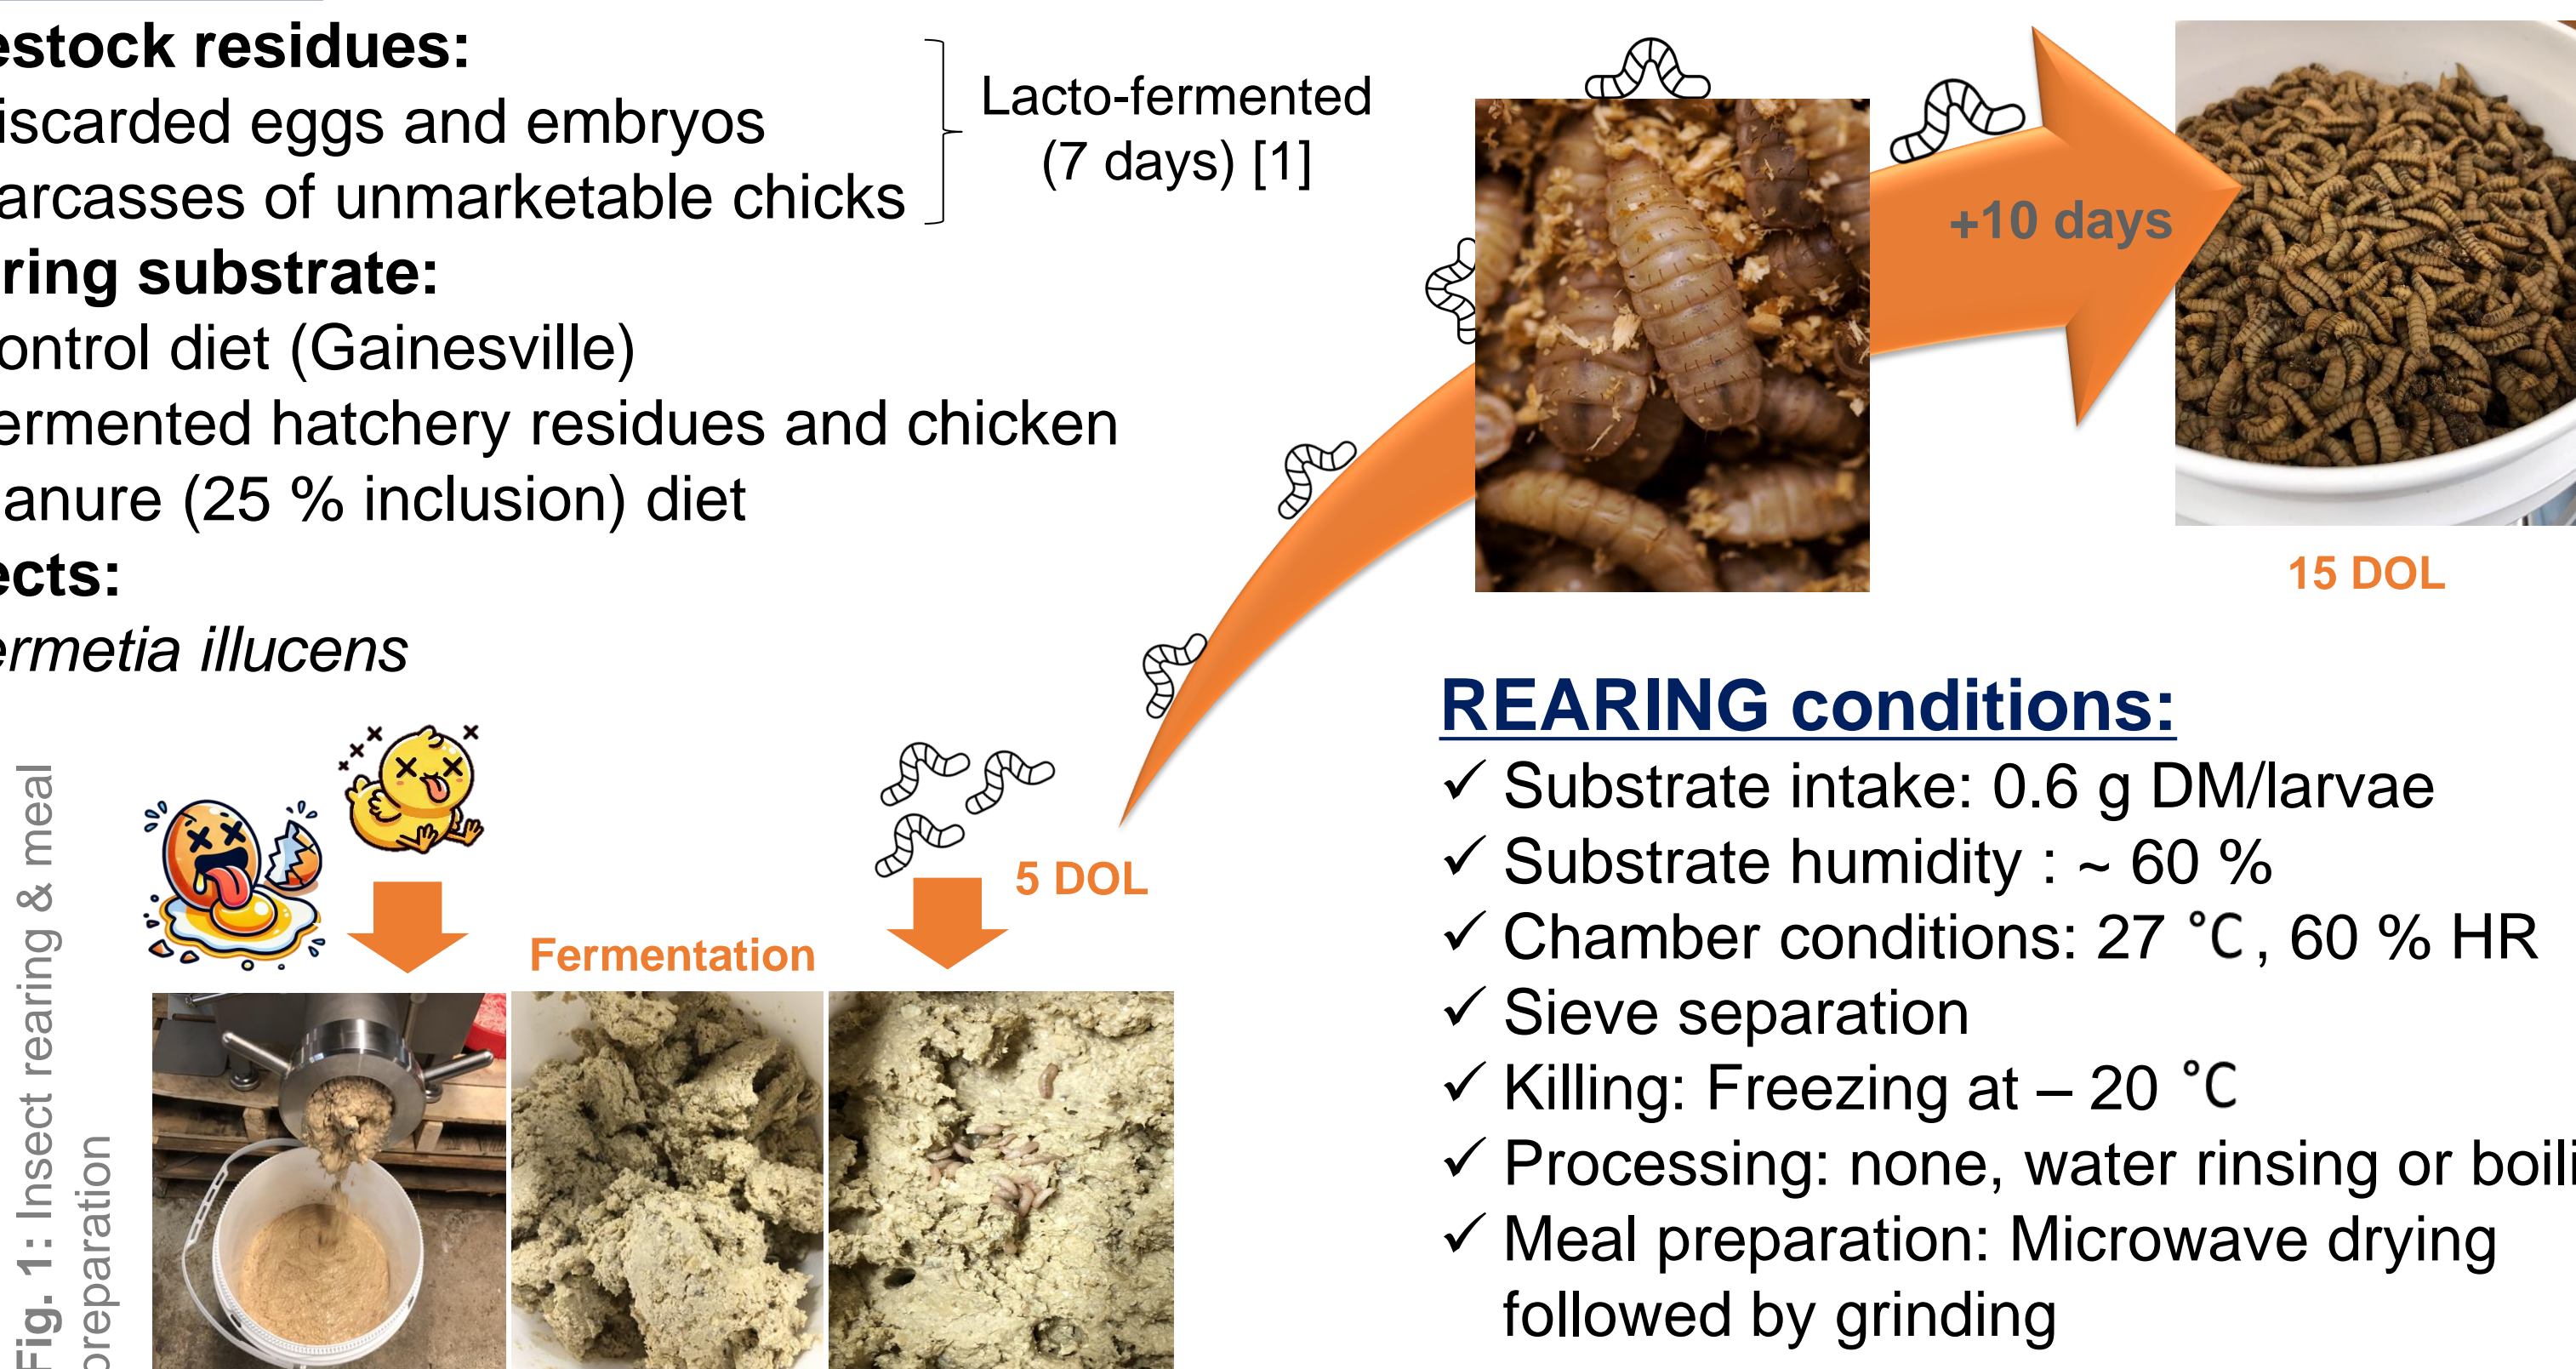 estock residues:
iscarded eggs and embryos
arcasses of unmarketable chicks
Lacto-fermented
(7 days) [1]
ring substrate:
ontrol diet (Gainesville)
ermented hatchery residues and chicken
anure (25 % inclusion) diet
ects:
ermetia illucens
+10 days
15 DOL
5 DOL
Fermentation
Fig. 1: Insect rearing & meal
preparation
REARING conditions:
✓ Substrate intake: 0.6 g DM/larvae
✓ Substrate humidity : ~ 60 %
✓ Chamber conditions: 27 °C , 60 % HR
✓ Sieve separation
✓ Killing: Freezing at – 20 °C
✓ Processing: none, water rinsing or boili
✓ Meal preparation: Microwave drying
followed by grinding